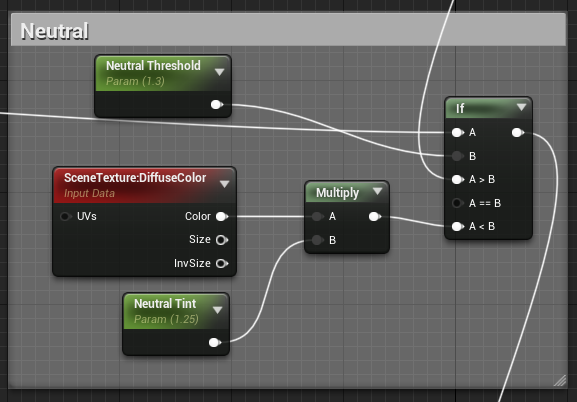 Neutral
Neutral Threshold
Param (1.3)
If
A
B
A > B
A == B
A < B
SceneTexture:DiffuseColor
Input Data
UVs Color
Size
InvSize
Multiply
A
B
Neutral Tint
Param (1.25)